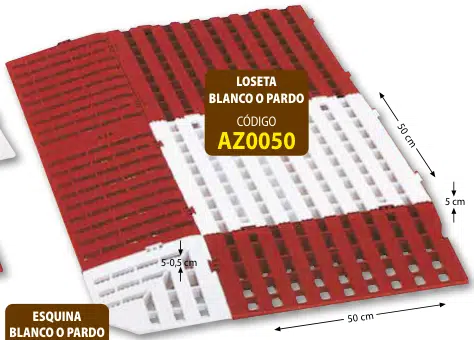 LOSETA
BLANCO O PARDO
CÓDIGO
AZ0050
50 cm
5 cm
5-0,5 cm
50 cm
ESQUINA
BLANCO O PARDO